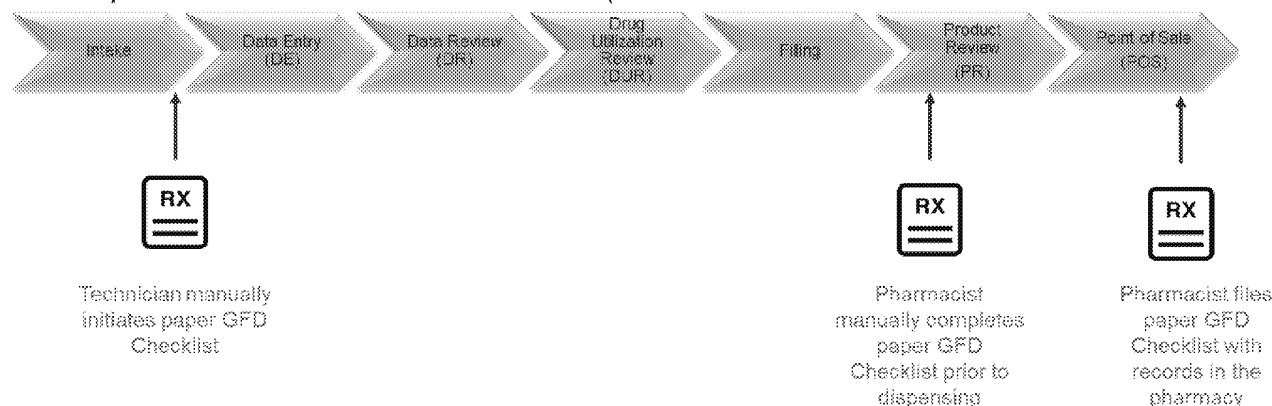 Intake
Data Entry
(DE)
Data Review
(DR)
Drug
Utilization
Review
(DUR)
Filling
Product
Review
(PR)
Point of Sale
(POS)
RX
RX
RX
Technician manually
initiates paper GFD
Checklist
Pharmacist
manually completes
paper GFD
Checklist prior to
dispensing
Pharmacist files
paper GFD
Checklist with
records in the
pharmacy